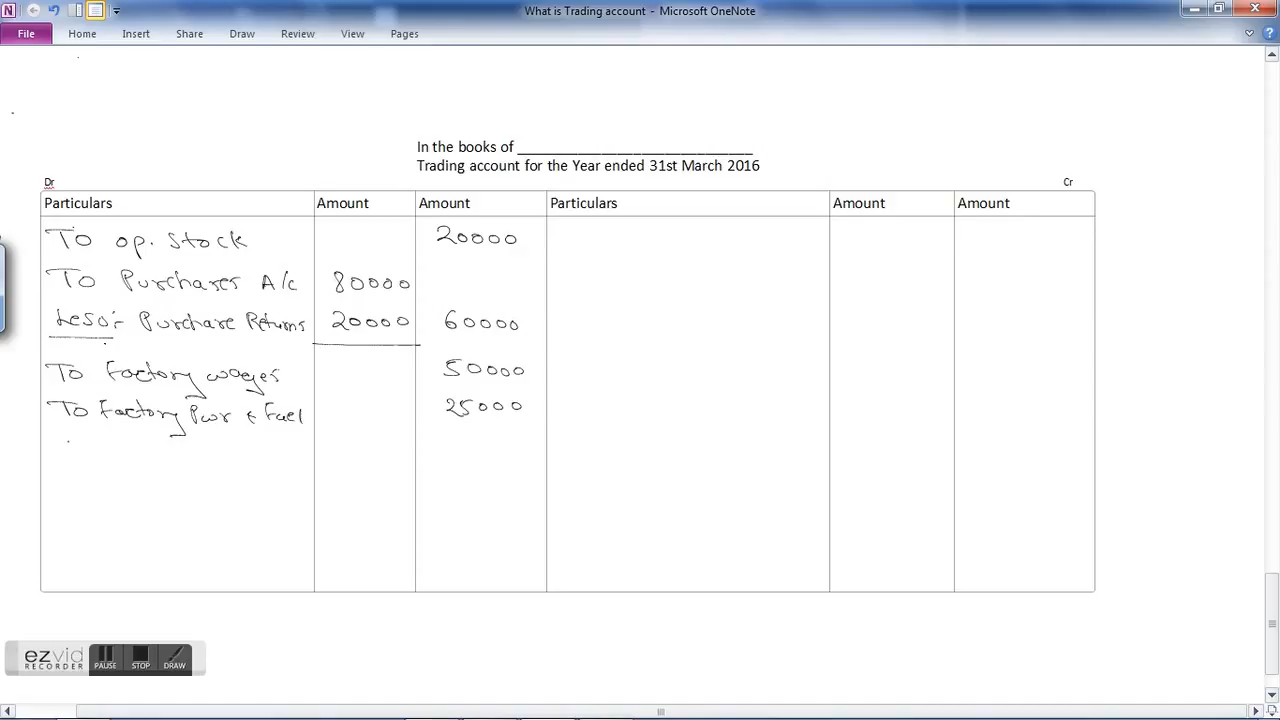 What is Trading account - Microsoft OneNote
File Home Insert Share Draw Review View Pages
In the books of ______________________________
Trading account for the Year ended 31st March 2016
Dr Cr
Particulars Amount Amount Particulars Amount Amount
To op. Stock 20000
To Purchases A/c 80000
Less:- Purchase Returns 20000 60000
To Factory wages 50000
To Factory Pwr & Fuel 25000
ezvid
RECORDER
PAUSE STOP DRAW